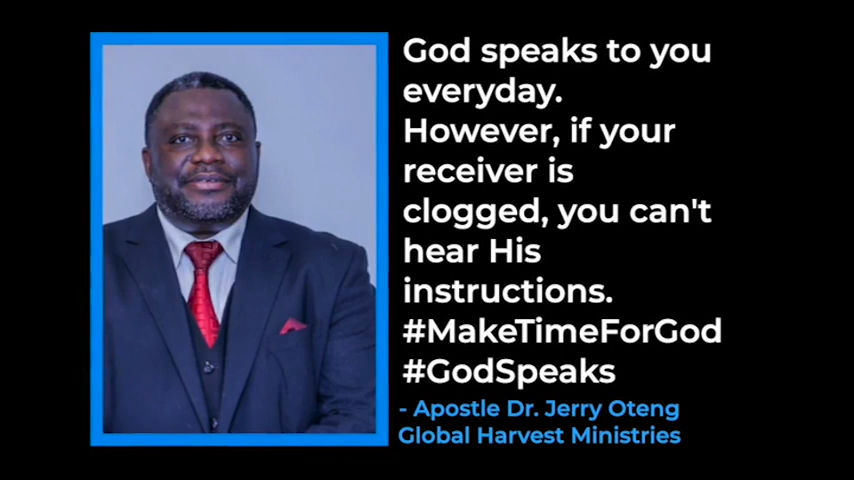 God speaks to you
everyday.
However, if your
receiver is
clogged, you can't
hear His
instructions.
#MakeTimeForGod
#GodSpeaks
- Apostle Dr. Jerry Oteng
Global Harvest Ministries